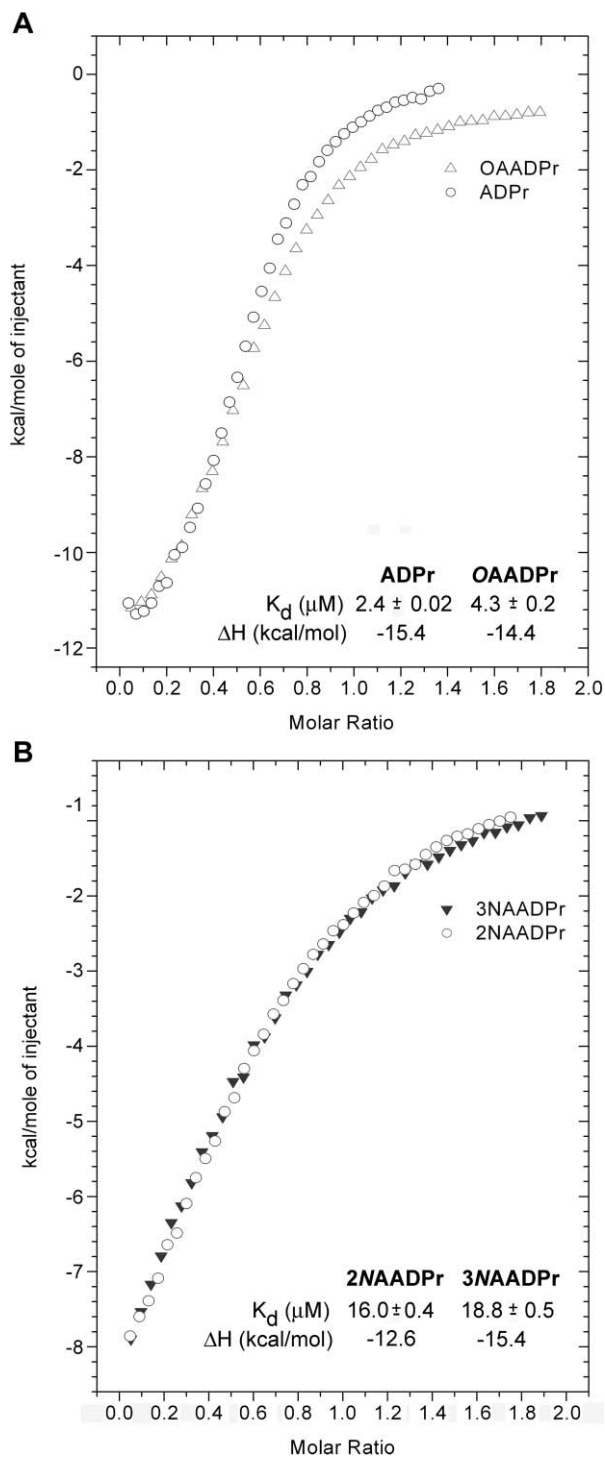 A
0
-2
-4
-6
-8
-10
-12
kcal/mole of injectant
OAADPr
ADPr
ADPr OAADPr
Kd (μM) 2.4 ± 0.02 4.3 ± 0.2
ΔH (kcal/mol) -15.4 -14.4
0.0 0.2 0.4 0.6 0.8 1.0 1.2 1.4 1.6 1.8 2.0
Molar Ratio
B
-1
-2
-3
-4
-5
-6
-7
-8
kcal/mole of injectant
3NAADPr
2NAADPr
2NAADPr 3NAADPr
Kd (μM) 16.0±0.4 18.8 ± 0.5
ΔH (kcal/mol) -12.6 -15.4
0.0 0.2 0.4 0.6 0.8 1.0 1.2 1.4 1.6 1.8 2.0
Molar Ratio